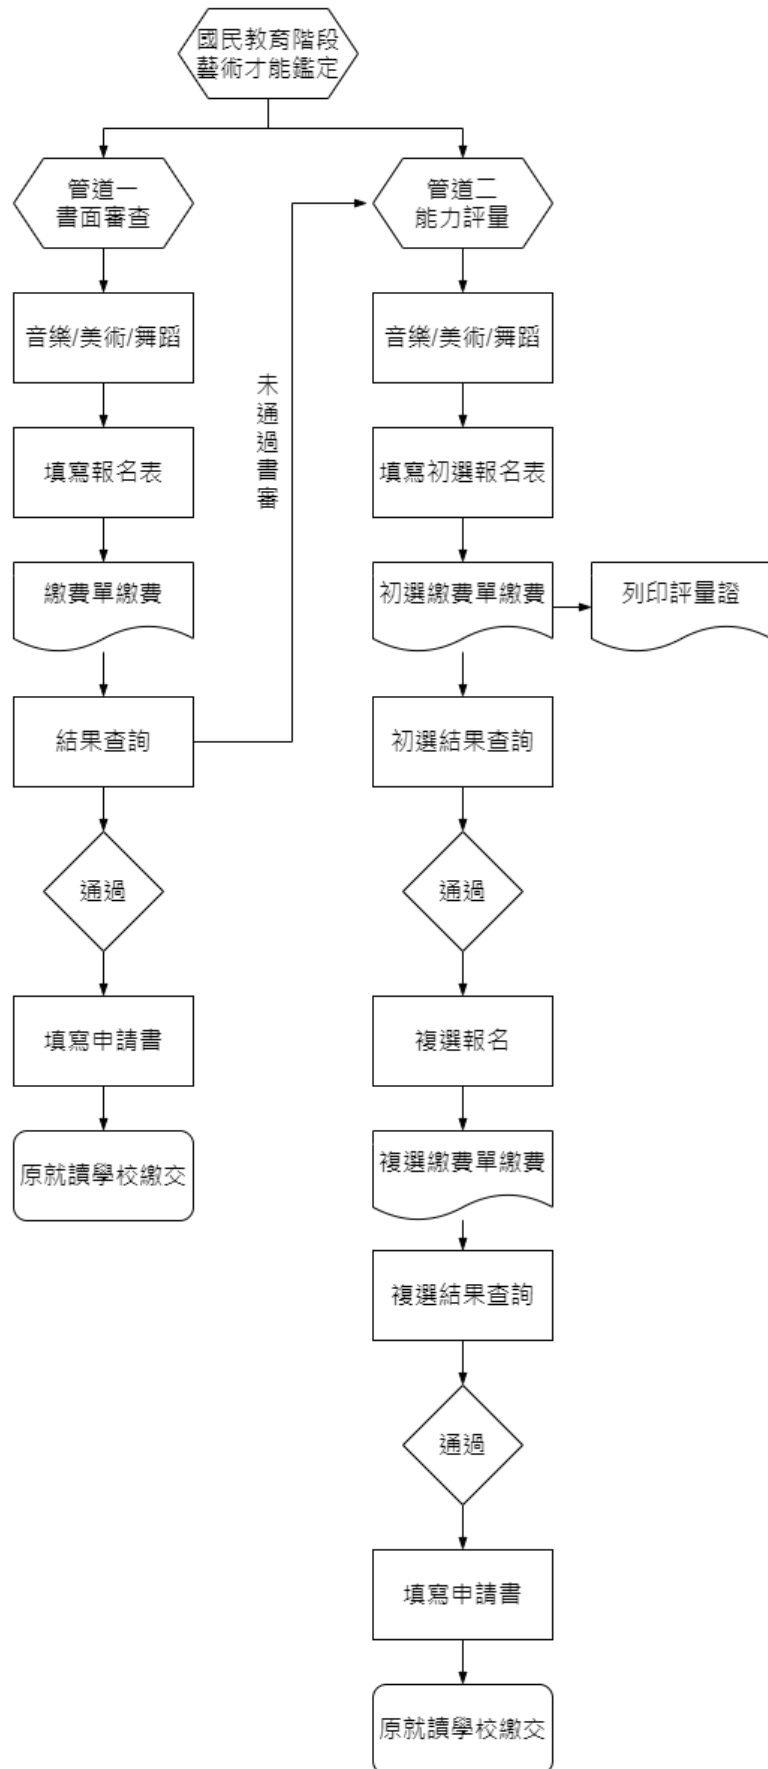 國民教育階段
藝術才能鑑定
管道一
書面審查
音樂/美術/舞蹈
填寫報名表
繳費單繳費
結果查詢
通過
填寫申請書
原就讀學校繳交
未通過書審
管道二
能力評量
音樂/美術/舞蹈
填寫初選報名表
初選繳費單繳費
列印評量證
初選結果查詢
通過
複選報名
複選繳費單繳費
複選結果查詢
通過
填寫申請書
原就讀學校繳交